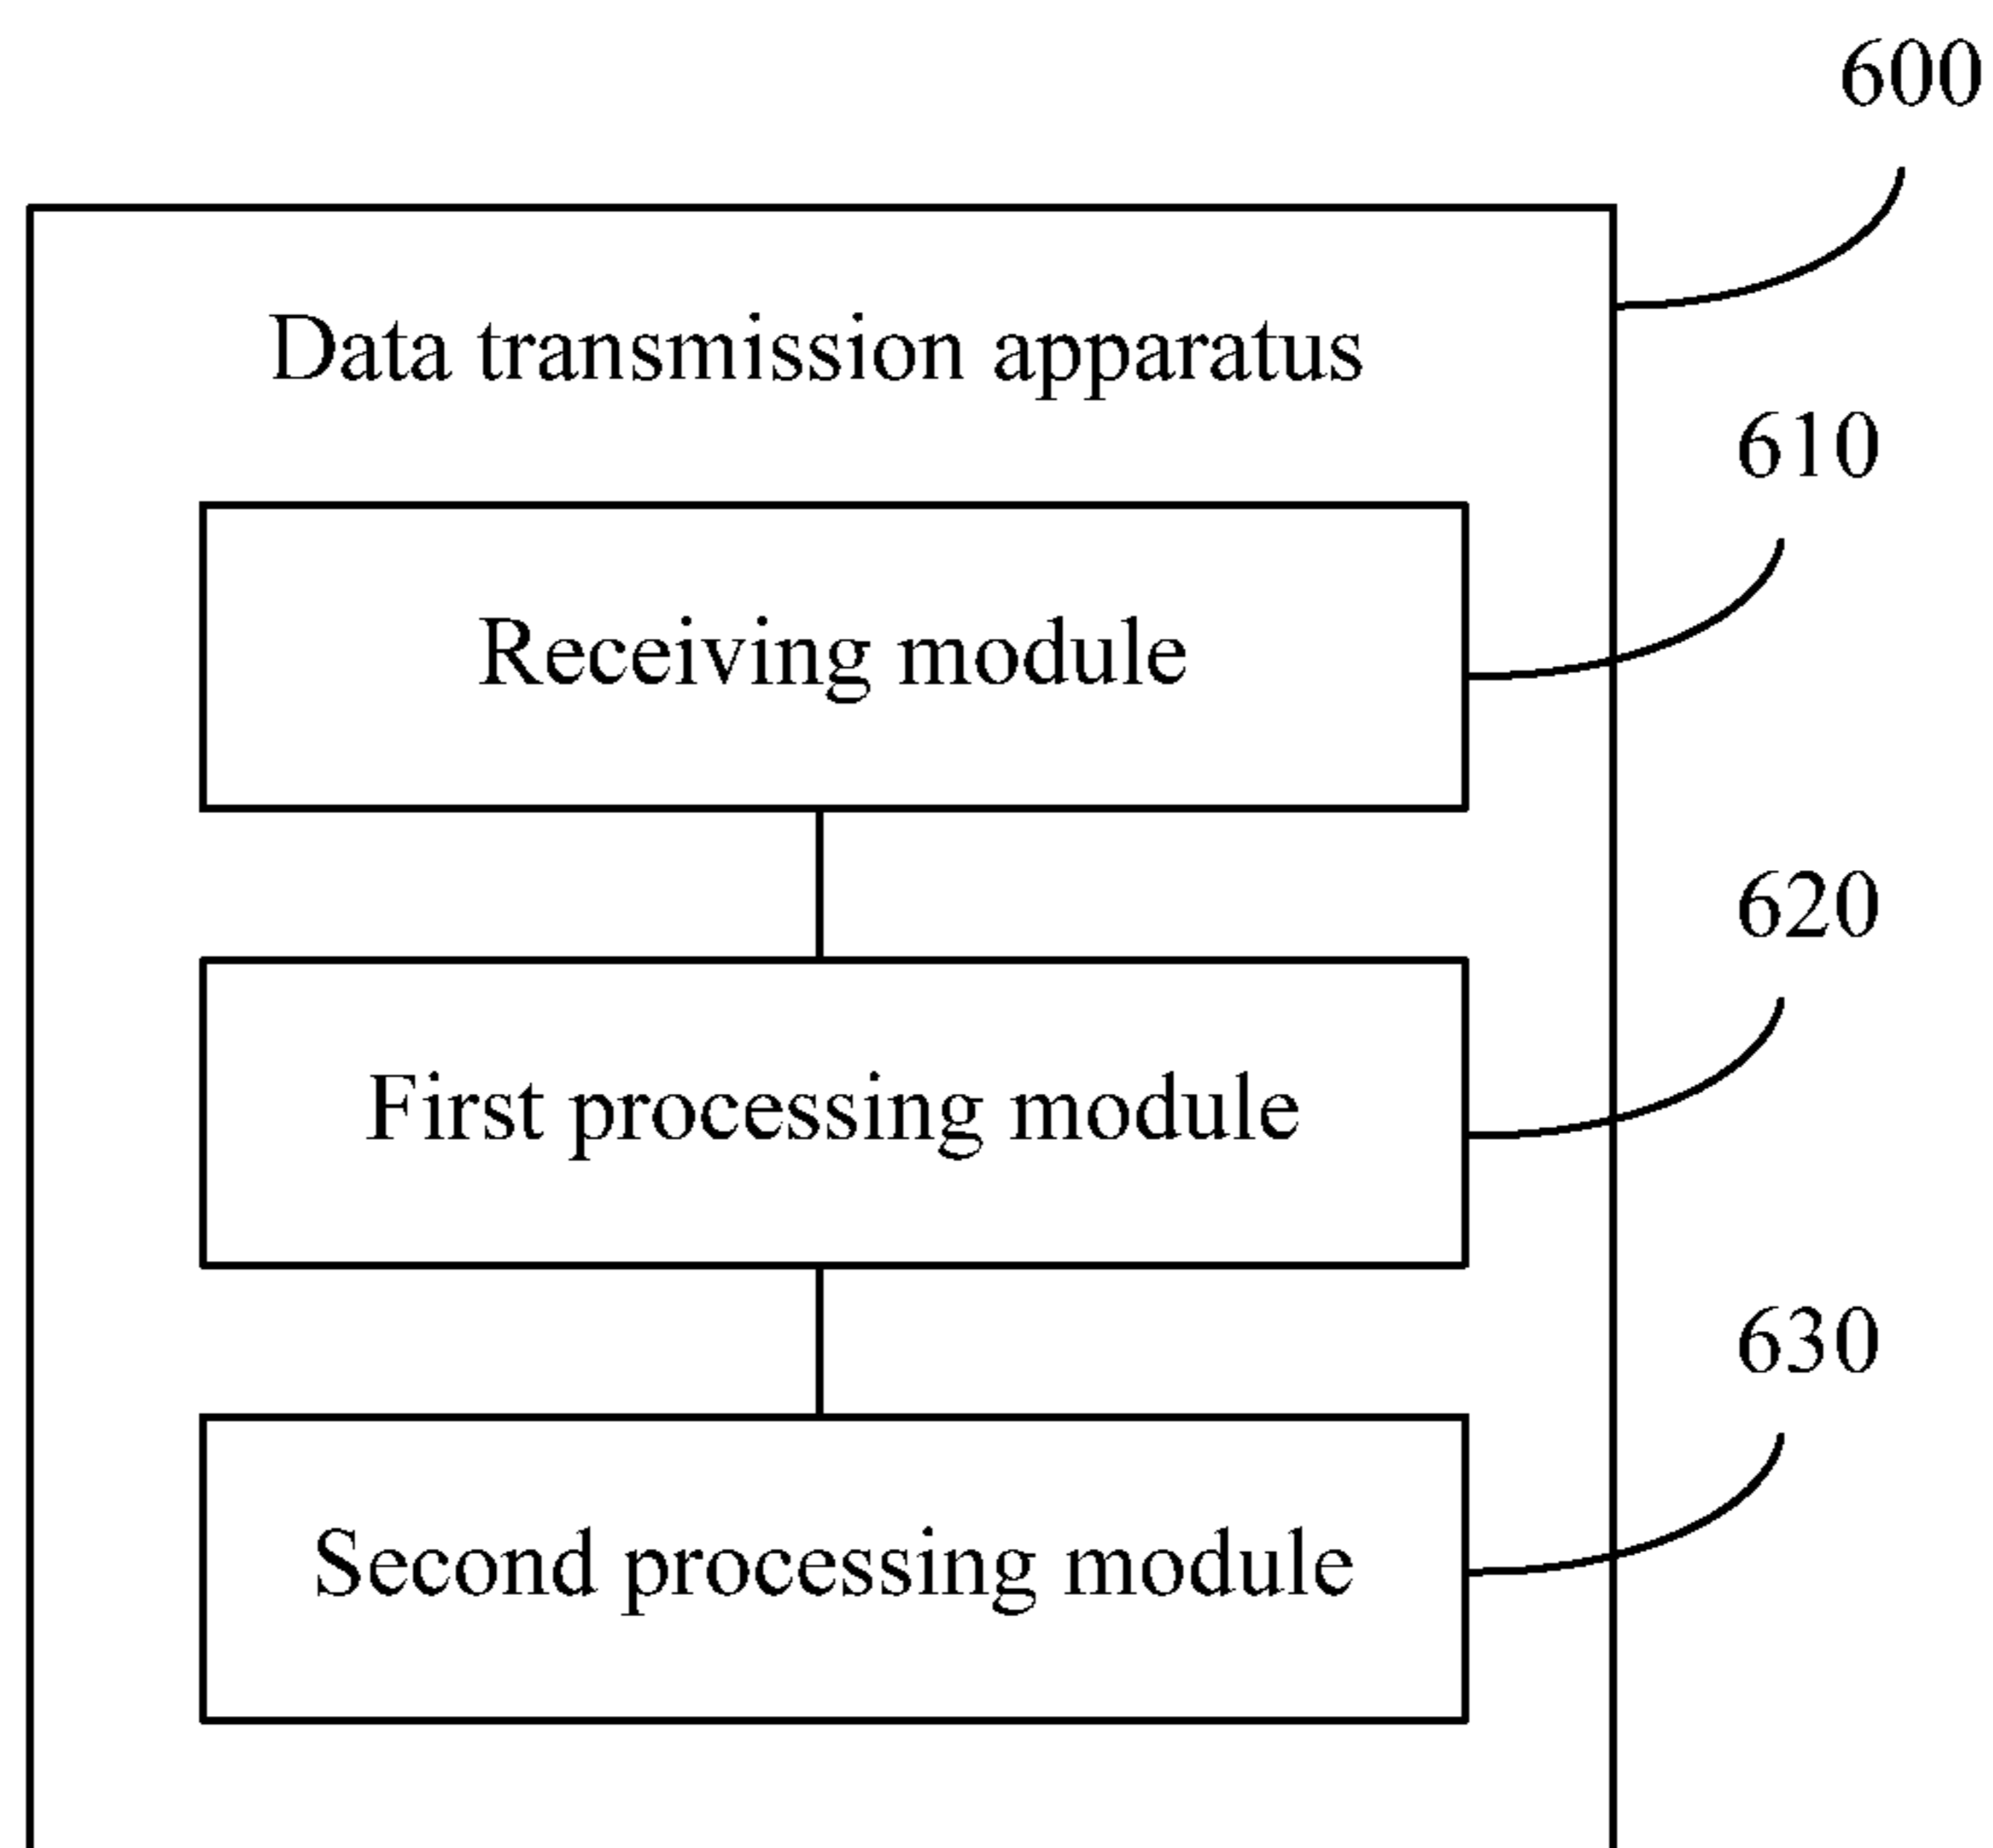 600
Data transmission apparatus
610
Receiving module
620
First processing module
630
Second processing module